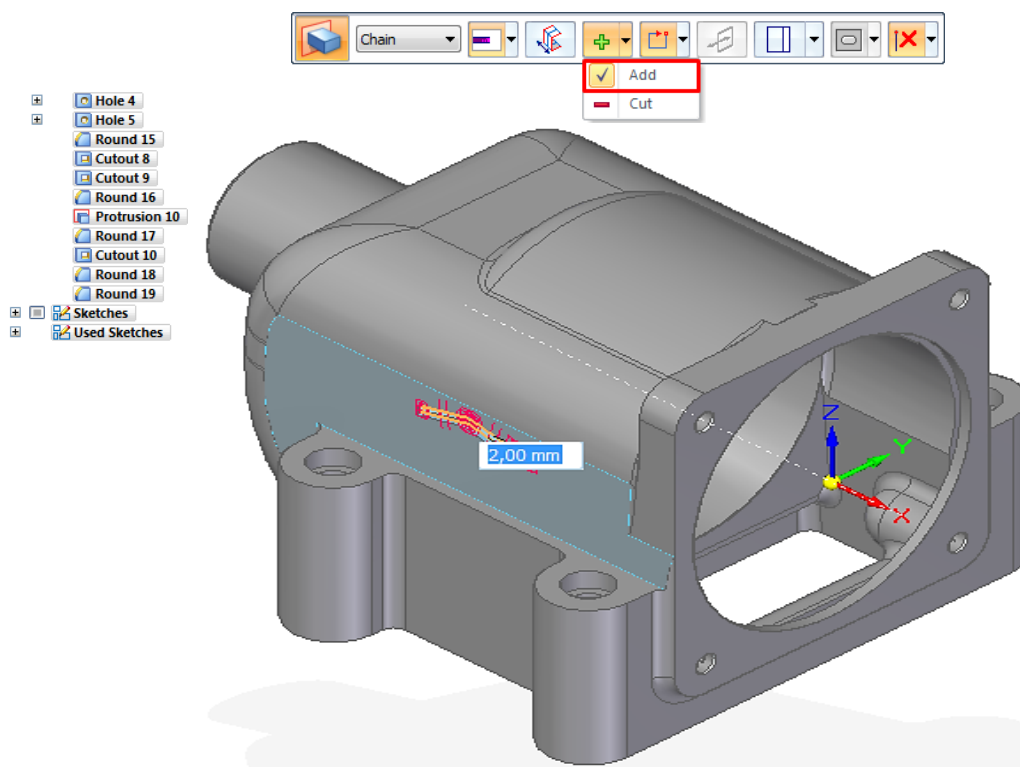 Chain
Add
Cut
Hole 4
Hole 5
Round 15
Cutout 8
Cutout 9
Round 16
Protrusion 10
Round 17
Cutout 10
Round 18
Round 19
Sketches
Used Sketches
2,00 mm
Z
Y
X